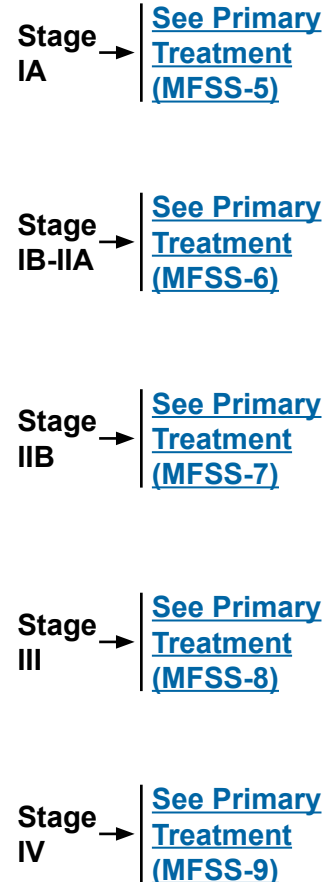 Stage
IA
See Primary
Treatment
(MFSS-5)
Stage
IB-IIA
See Primary
Treatment
(MFSS-6)
Stage
IIB
See Primary
Treatment
(MFSS-7)
Stage
III
See Primary
Treatment
(MFSS-8)
Stage
IV
See Primary
Treatment
(MFSS-9)